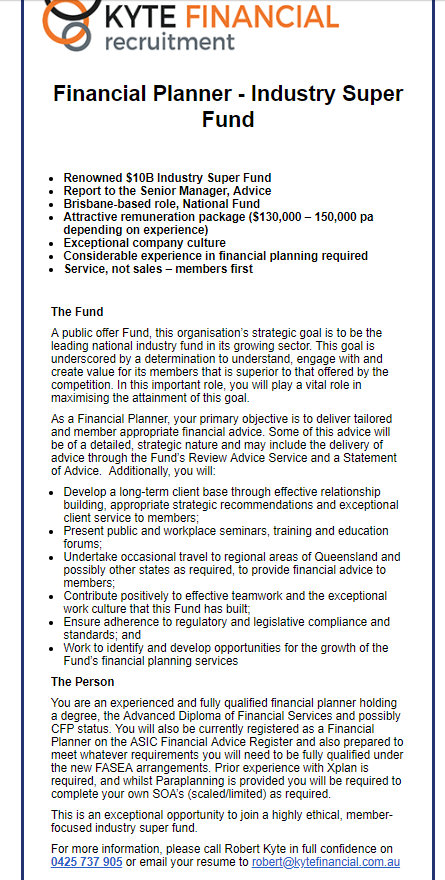 KYTE FINANCIAL
recruitment
Financial Planner - Industry Super
Fund
• Renowned $10B Industry Super Fund
• Report to the Senior Manager, Advice
• Brisbane-based role, National Fund
• Attractive remuneration package ($130,000 – 150,000 pa
depending on experience)
• Exceptional company culture
• Considerable experience in financial planning required
• Service, not sales – members first
The Fund
A public offer Fund, this organisation's strategic goal is to be the
leading national industry fund in its growing sector. This goal is
underscored by a determination to understand, engage with and
create value for its members that is superior to that offered by the
competition. In this important role, you will play a vital role in
maximising the attainment of this goal.
As a Financial Planner, your primary objective is to deliver tailored
and member appropriate financial advice. Some of this advice will
be of a detailed, strategic nature and may include the delivery of
advice through the Fund's Review Advice Service and a Statement
of Advice.  Additionally, you will:
• Develop a long-term client base through effective relationship
building, appropriate strategic recommendations and exceptional
client service to members;
• Present public and workplace seminars, training and education
forums;
• Undertake occasional travel to regional areas of Queensland and
possibly other states as required, to provide financial advice to
members;
• Contribute positively to effective teamwork and the exceptional
work culture that this Fund has built;
• Ensure adherence to regulatory and legislative compliance and
standards; and
• Work to identify and develop opportunities for the growth of the
Fund's financial planning services
The Person
You are an experienced and fully qualified financial planner holding
a degree, the Advanced Diploma of Financial Services and possibly
CFP status. You will also be currently registered as a Financial
Planner on the ASIC Financial Advice Register and also prepared to
meet whatever requirements you will need to be fully qualified under
the new FASEA arrangements. Prior experience with Xplan is
required, and whilst Paraplanning is provided you will be required to
complete your own SOA's (scaled/limited) as required.
This is an exceptional opportunity to join a highly ethical, member-
focused industry super fund.
For more information, please call Robert Kyte in full confidence on
0425 737 905 or email your resume to robert@kytefinancial.com.au